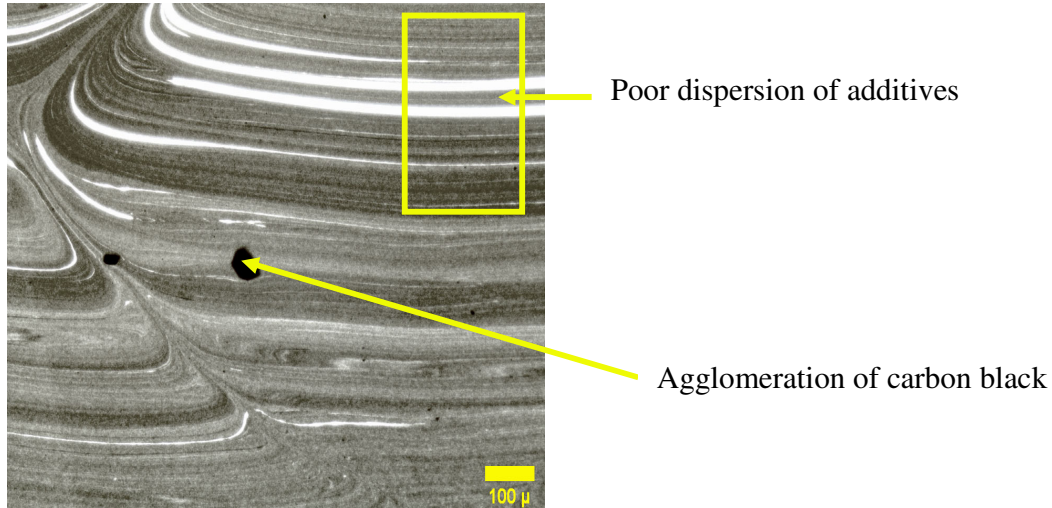 Poor dispersion of additives
Agglomeration of carbon black
100 µ